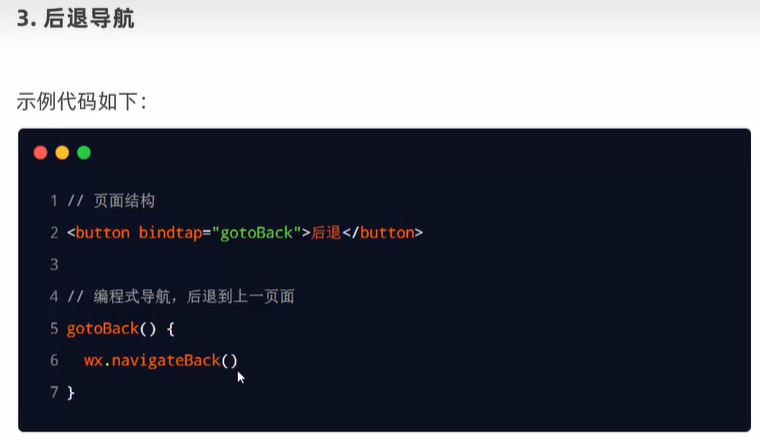 3. 后退导航
示例代码如下：
1 // 页面结构
2 <button bindtap="gotoBack">后退</button>
3
4 // 编程式导航，后退到上一页面
5 gotoBack() {
6   wx.navigateBack()
7 }